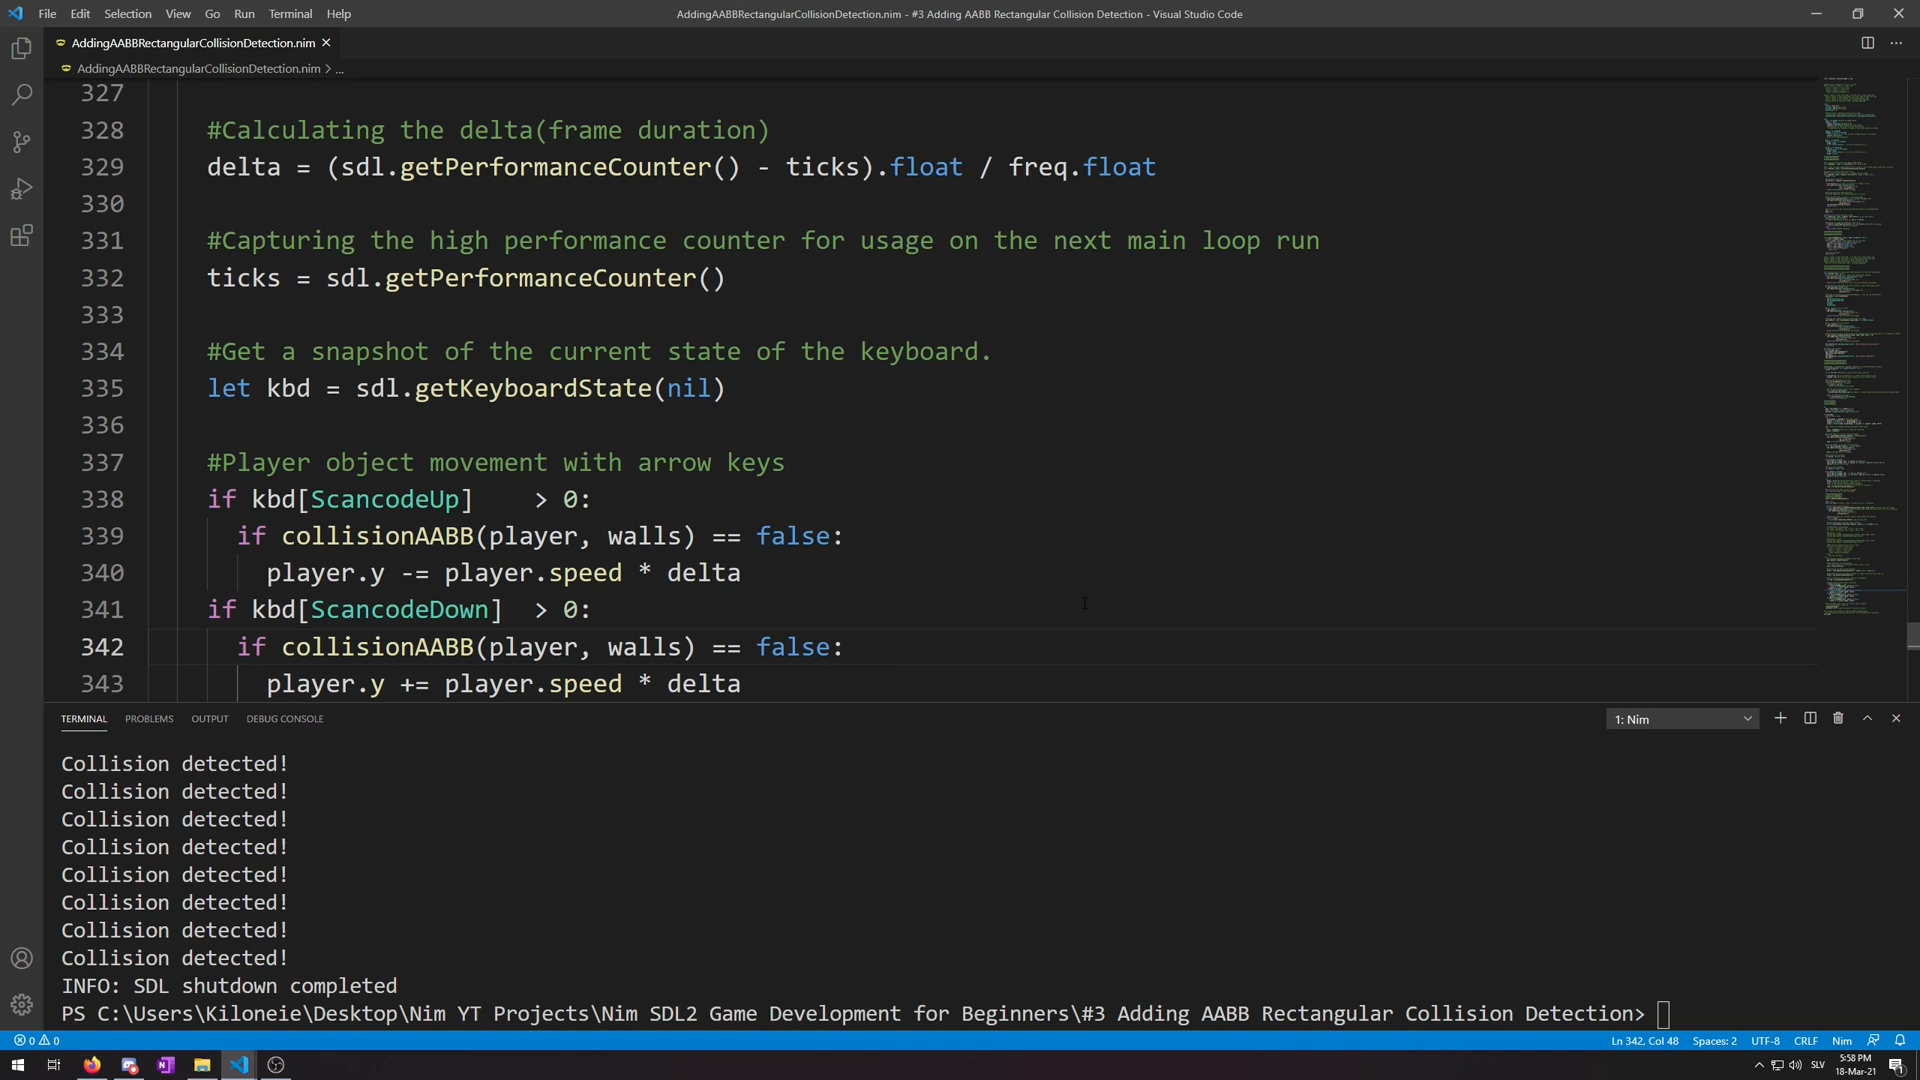 File Edit Selection View Go Run Terminal Help
AddingAABBRectangularCollisionDetection.nim - #3 Adding AABB Rectangular Collision Detection - Visual Studio Code
AddingAABBRectangularCollisionDetection.nim
AddingAABBRectangularCollisionDetection.nim > ...
327
328 #Calculating the delta(frame duration)
329 delta = (sdl.getPerformanceCounter() - ticks).float / freq.float
330
331 #Capturing the high performance counter for usage on the next main loop run
332 ticks = sdl.getPerformanceCounter()
333
334 #Get a snapshot of the current state of the keyboard.
335 let kbd = sdl.getKeyboardState(nil)
336
337 #Player object movement with arrow keys
338 if kbd[ScancodeUp]    > 0:
339 if collisionAABB(player, walls) == false:
340 player.y -= player.speed * delta
341 if kbd[ScancodeDown]  > 0:
342 if collisionAABB(player, walls) == false:
343 player.y += player.speed * delta
TERMINAL PROBLEMS OUTPUT DEBUG CONSOLE
1: Nim
Collision detected!
Collision detected!
Collision detected!
Collision detected!
Collision detected!
Collision detected!
Collision detected!
Collision detected!
INFO: SDL shutdown completed
PS C:\Users\Kiloneie\Desktop\Nim YT Projects\Nim SDL2 Game Development for Beginners\#3 Adding AABB Rectangular Collision Detection>
0 0
Ln 342, Col 48 Spaces: 2 UTF-8 CRLF Nim
SLV
5:58 PM
18-Mar-21